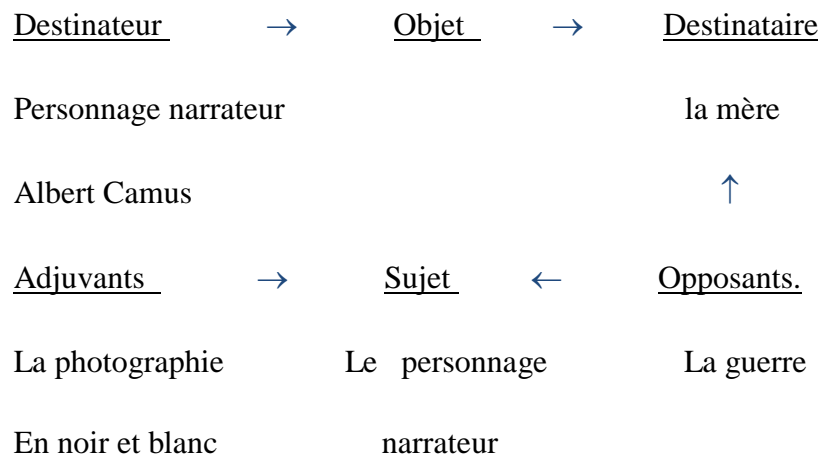 Destinateur → Objet → Destinataire
Personnage narrateur la mère
Albert Camus ↑
Adjuvants → Sujet ← Opposants.
La photographie Le personnage La guerre
En noir et blanc narrateur